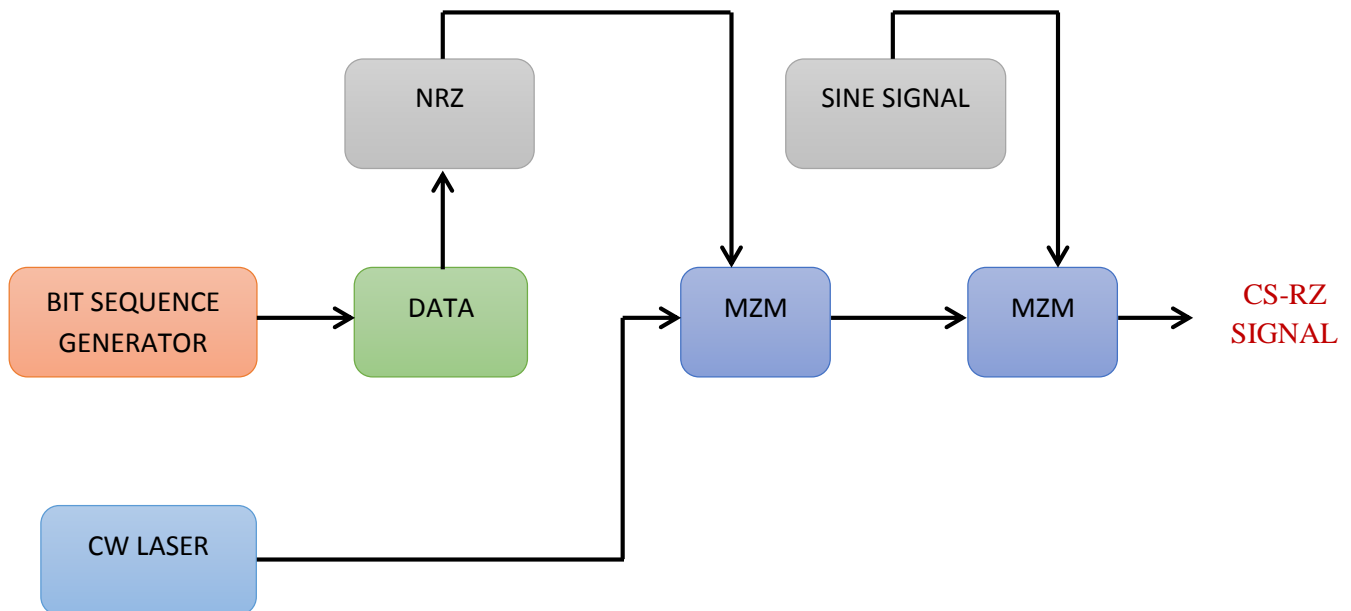 NRZ
SINE SIGNAL
BIT SEQUENCE
GENERATOR
DATA
MZM
MZM
CS-RZ
SIGNAL
CW LASER